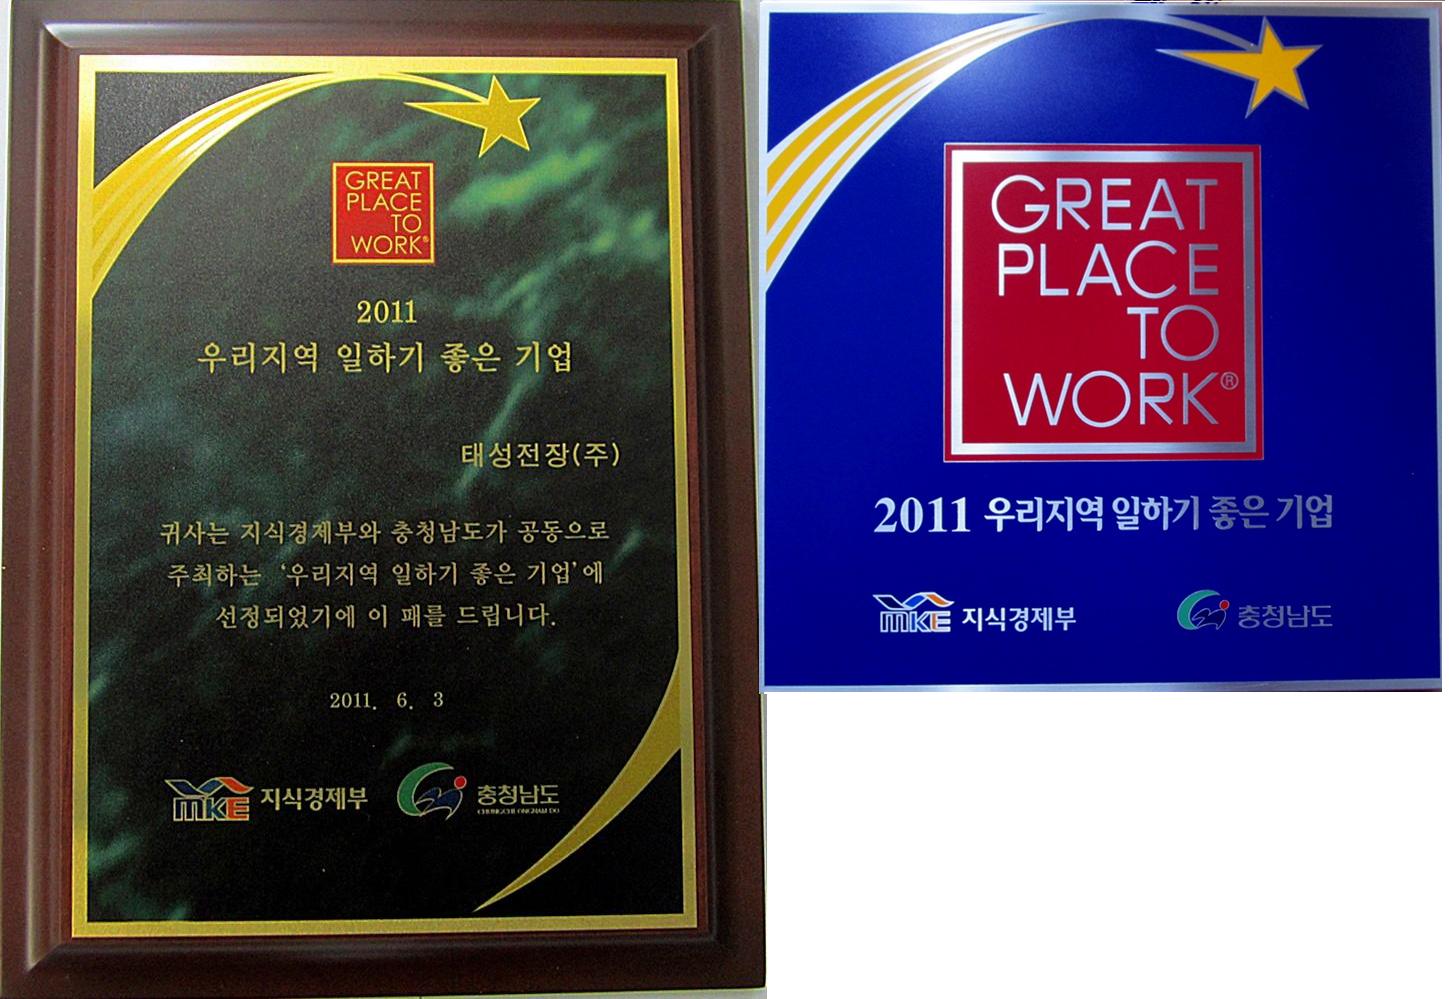 GREAT
PLACE
TO
WORK®
2011
우리지역 일하기 좋은 기업
태성전장(주)
귀사는 지식경제부와 충청남도가 공동으로
주최하는 '우리지역 일하기 좋은 기업'에
선정되었기에 이 패를 드립니다.
2011. 6. 3
MKE 지식경제부 충청남도
CHUNGCHEONGNAM-DO
GREAT
PLACE
TO
WORK®
2011 우리지역 일하기 좋은 기업
MKE 지식경제부 충청남도